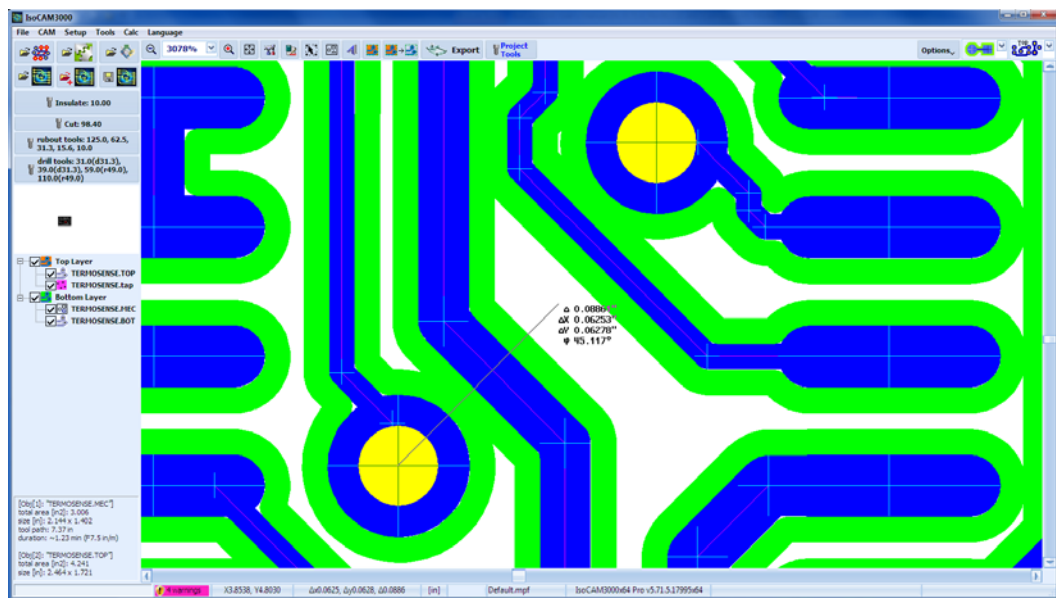 IsoCAM3000
File CAM Setup Tools Calc Language
3078% Export Project Tools Options
Insulate: 10.00
Cut: 98.40
rubout tools: 125.0, 62.5,
31.3, 15.6, 10.0
drill tools: 31.0(d31.3),
39.0(d31.3), 59.0(r49.0),
110.0(r49.0)
Top Layer
TERMOSENSE.TOP
TERMOSENSE.tap
Bottom Layer
TERMOSENSE.MEC
TERMOSENSE.BOT
Δ 0.0886"
ΔX 0.06253"
ΔY 0.06278"
φ 45.117°
[Obj[1]: "TERMOSENSE.MEC"]
total area [in2]: 3.006
size [in]: 2.144 x 1.402
tool path: 7.37 in
duration: ~1.23 min (F7.5 in/m)
[Obj[2]: "TERMOSENSE.TOP"]
total area [in2]: 4.241
size [in]: 2.464 x 1.721
4 warnings X3.8538, Y4.8030 Δx0.0625, Δy0.0628, Δ0.0886 [in] Default.mpf IsoCAM3000x64 Pro v5.71.5.17995x64